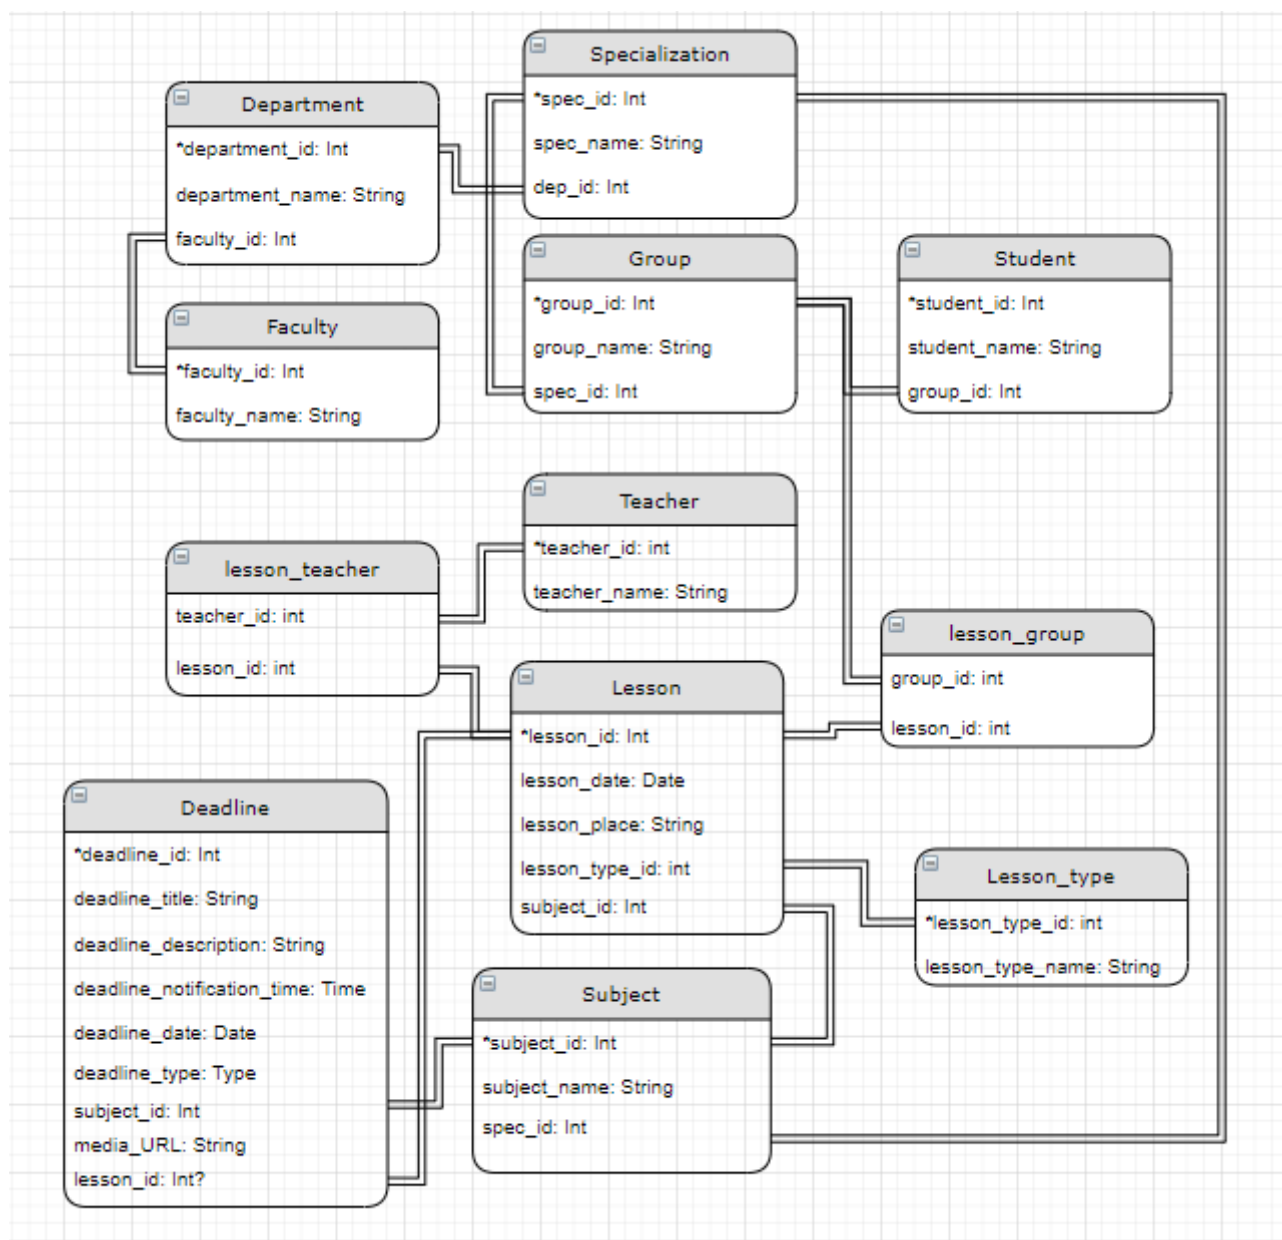 Specialization
*spec_id: Int
spec_name: String
dep_id: Int
Department
*department_id: Int
department_name: String
faculty_id: Int
Group
*group_id: Int
group_name: String
spec_id: Int
Student
*student_id: Int
student_name: String
group_id: Int
Faculty
*faculty_id: Int
faculty_name: String
Teacher
*teacher_id: int
teacher_name: String
lesson_teacher
teacher_id: int
lesson_id: int
lesson_group
group_id: int
lesson_id: int
Lesson
*lesson_id: Int
lesson_date: Date
lesson_place: String
lesson_type_id: int
subject_id: Int
Deadline
*deadline_id: Int
deadline_title: String
deadline_description: String
deadline_notification_time: Time
deadline_date: Date
deadline_type: Type
subject_id: Int
media_URL: String
lesson_id: Int?
Lesson_type
*lesson_type_id: int
lesson_type_name: String
Subject
*subject_id: Int
subject_name: String
spec_id: Int